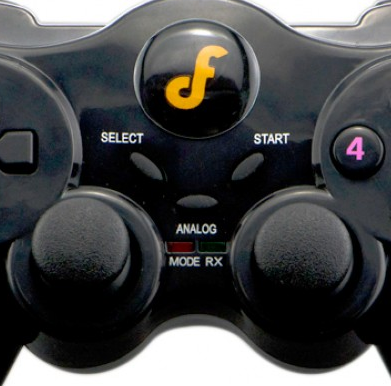 SELECT START
4
ANALOG
MODE RX